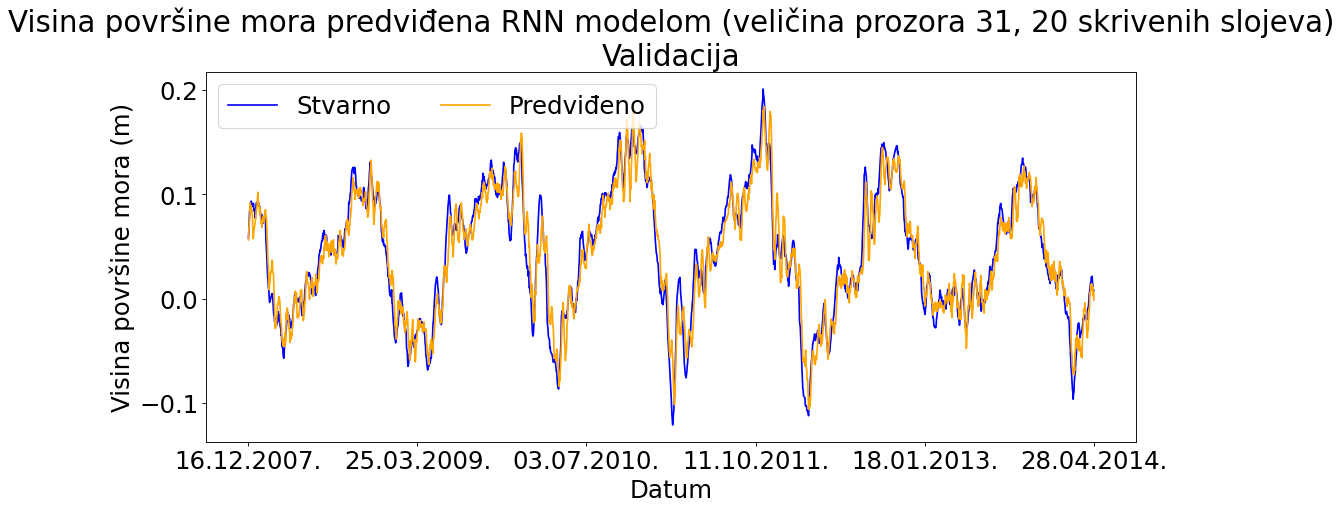 Visina površine mora predviđena RNN modelom (veličina prozora 31, 20 skrivenih slojeva)
Validacija
Stvarno
Predviđeno
Visina površine mora (m)
0.2
0.1
0.0
−0.1
16.12.2007.
25.03.2009.
03.07.2010.
11.10.2011.
18.01.2013.
28.04.2014.
Datum